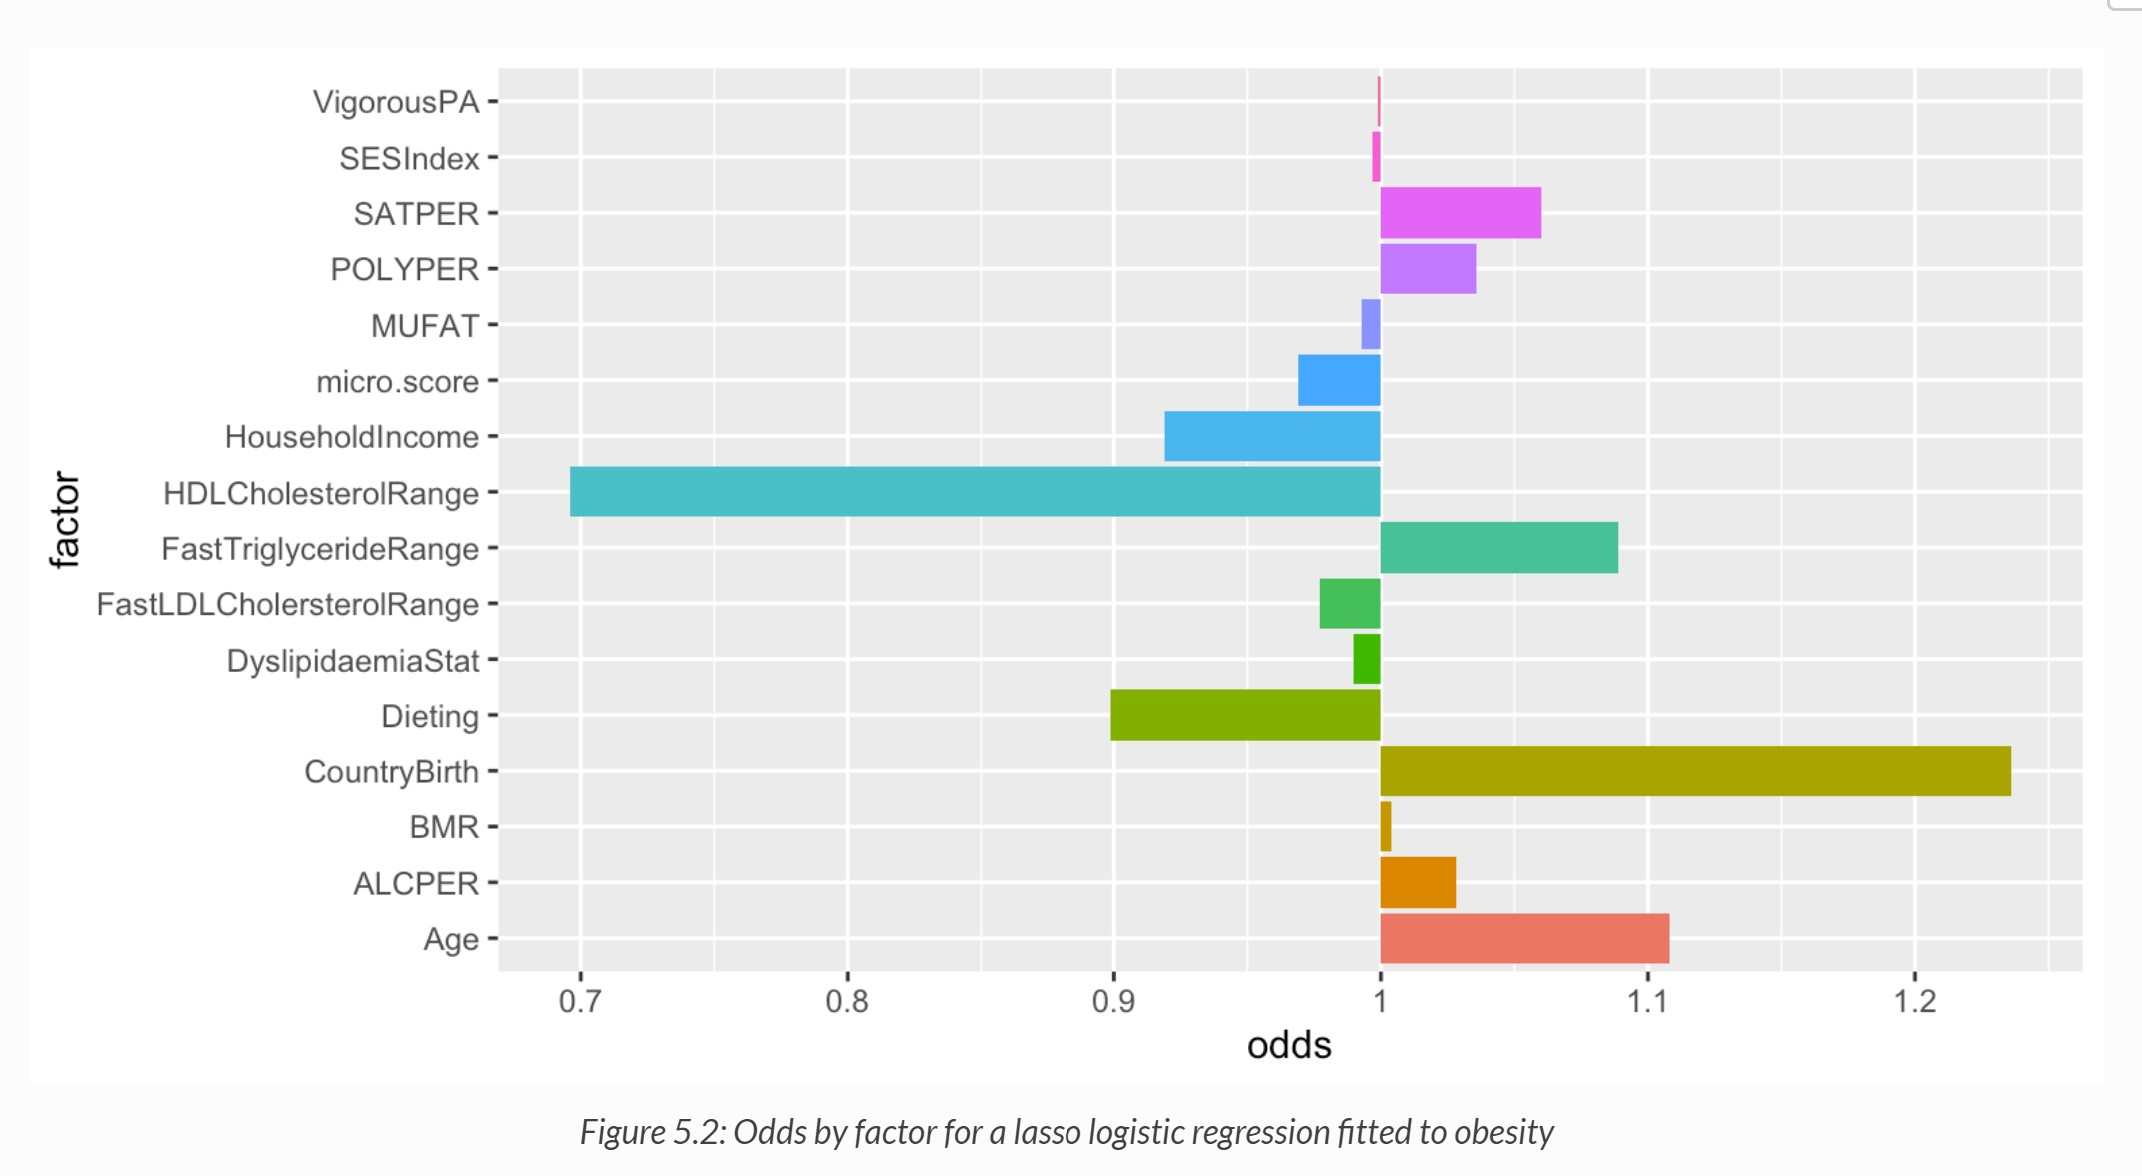 VigorousPA
SESIndex
SATPER
POLYPER
MUFAT
micro.score
HouseholdIncome
HDLCholesterolRange
FastTriglycerideRange
FastLDLCholersterolRange
DyslipidaemiaStat
Dieting
CountryBirth
BMR
ALCPER
Age
factor
0.7 0.8 0.9 1 1.1 1.2
odds
Figure 5.2: Odds by factor for a lasso logistic regression fitted to obesity